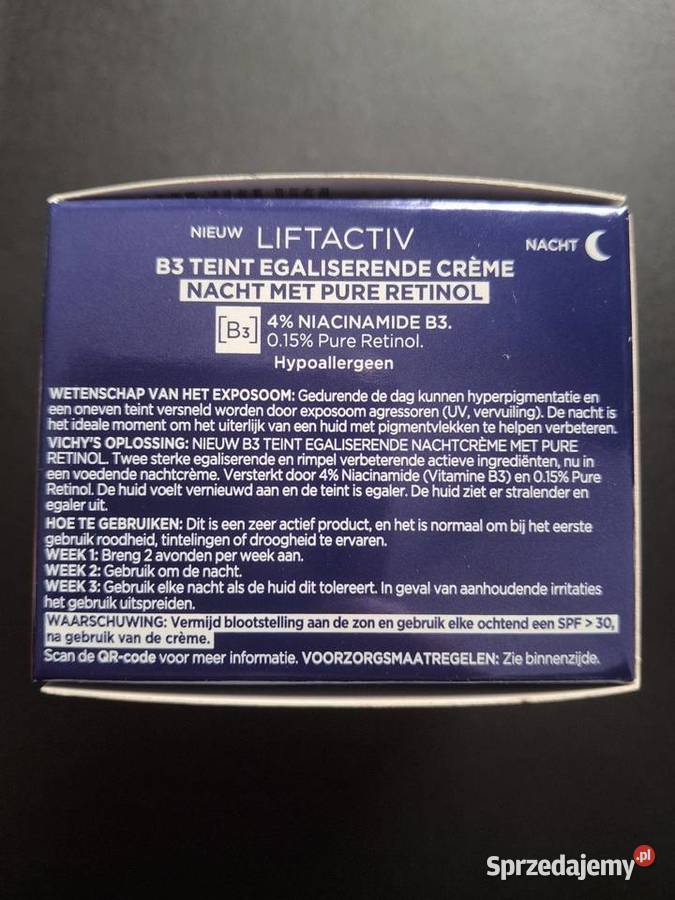 NIEUW LIFTACTIV
NACHT
B3 TEINT EGALISERENDE CRÈME
NACHT MET PURE RETINOL
[B3] 4% NIACINAMIDE B3.
0.15% Pure Retinol.
Hypoallergeen
WETENSCHAP VAN HET EXPOSOOM: Gedurende de dag kunnen hyperpigmentatie en
een oneven teint versneld worden door exposoom agressoren (UV, vervuiling). De nacht is
het ideale moment om het uiterlijk van een huid met pigmentvlekken te helpen verbeteren.
VICHY'S OPLOSSING: NIEUW B3 TEINT EGALISERENDE NACHTCRÈME MET PURE
RETINOL. Twee sterke egaliserende en rimpel verbeterende actieve ingrediënten, nu in
een voedende nachtcrème. Versterkt door 4% Niacinamide (Vitamine B3) en 0.15% Pure
Retinol. De huid voelt vernieuwd aan en de teint is egaler. De huid ziet er stralender en
egaler uit.
HOE TE GEBRUIKEN: Dit is een zeer actief product, en het is normaal om bij het eerste
gebruik roodheid, tintelingen of droogheid te ervaren.
WEEK 1: Breng 2 avonden per week aan.
WEEK 2: Gebruik om de nacht.
WEEK 3: Gebruik elke nacht als de huid dit tolereert. In geval van aanhoudende irritaties
het gebruik uitspreiden.
WAARSCHUWING: Vermijd blootstelling aan de zon en gebruik elke ochtend een SPF > 30,
na gebruik van de crème.
Scan de QR-code voor meer informatie. VOORZORGSMAATREGELEN: Zie binnenzijde.
Sprzedajemy.pl